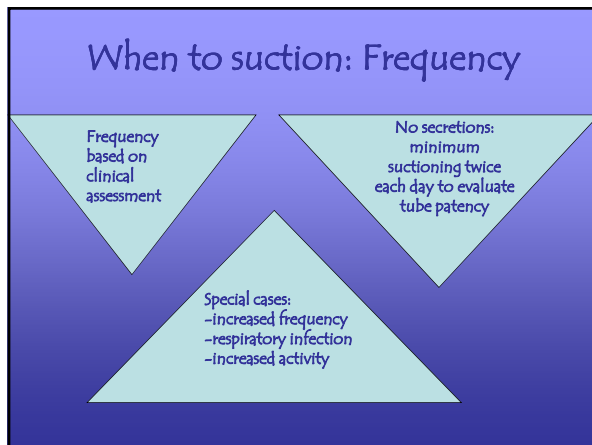 When to suction: Frequency
Frequency
based on
clinical
assessment
No secretions:
minimum
suctioning twice
each day to evaluate
tube patency
Special cases:
-increased frequency
-respiratory infection
-increased activity